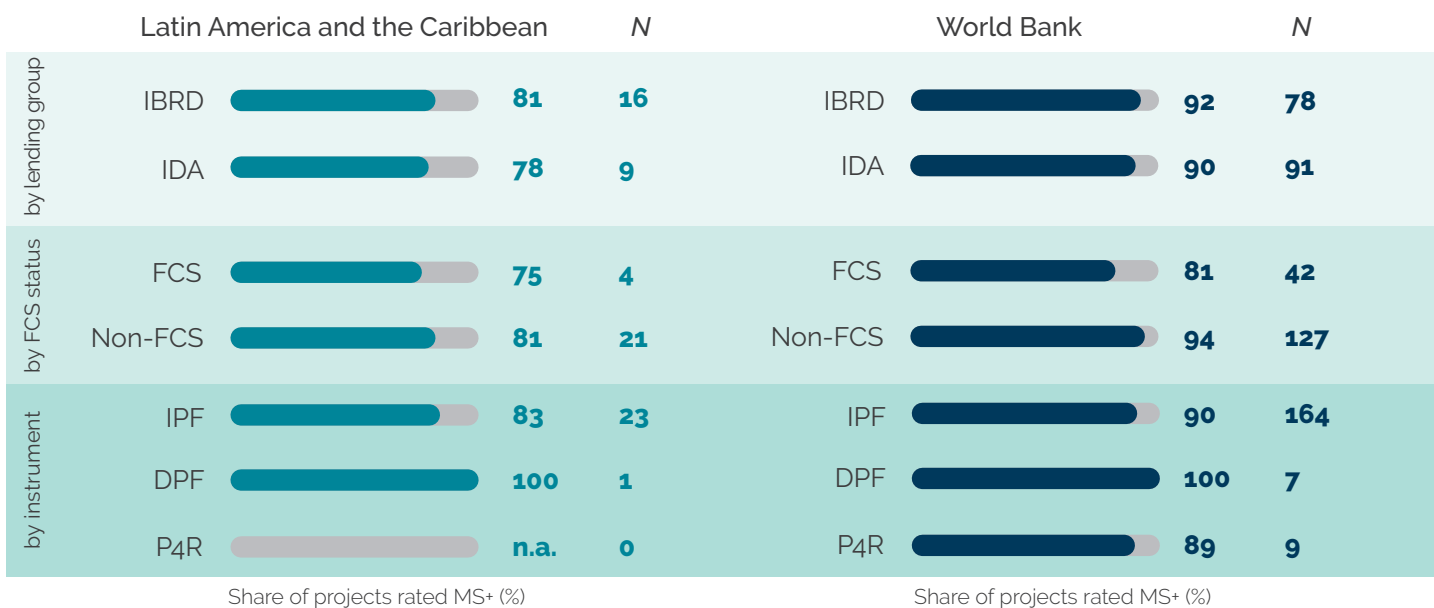 Latin America and the Caribbean N World Bank N
by lending group
IBRD 81 16 IBRD 92 78
IDA 78 9 IDA 90 91
by FCS status
FCS 75 4 FCS 81 42
Non-FCS 81 21 Non-FCS 94 127
by instrument
IPF 83 23 IPF 90 164
DPF 100 1 DPF 100 7
P4R n.a. 0 P4R 89 9
Share of projects rated MS+ (%) Share of projects rated MS+ (%)